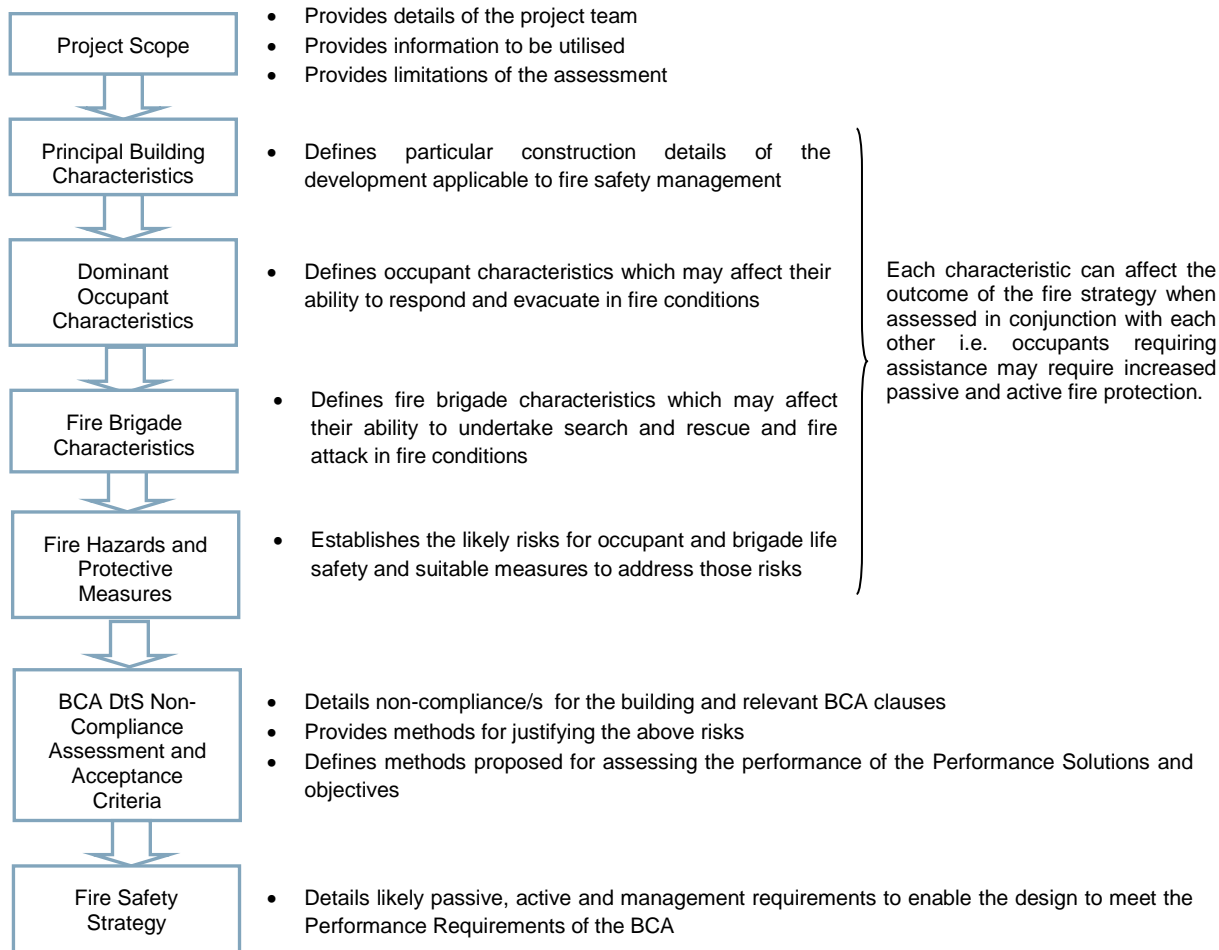 Project Scope
• Provides details of the project team
• Provides information to be utilised
• Provides limitations of the assessment
Principal Building
Characteristics
• Defines particular construction details of the
development applicable to fire safety management
Dominant
Occupant
Characteristics
• Defines occupant characteristics which may affect their
ability to respond and evacuate in fire conditions
Fire Brigade
Characteristics
• Defines fire brigade characteristics which may affect
their ability to undertake search and rescue and fire
attack in fire conditions
Fire Hazards and
Protective
Measures
• Establishes the likely risks for occupant and brigade life
safety and suitable measures to address those risks
Each characteristic can affect the
outcome of the fire strategy when
assessed in conjunction with each
other i.e. occupants requiring
assistance may require increased
passive and active fire protection.
BCA DtS Non-
Compliance
Assessment and
Acceptance
Criteria
• Details non-compliance/s for the building and relevant BCA clauses
• Provides methods for justifying the above risks
• Defines methods proposed for assessing the performance of the Performance Solutions and
objectives
Fire Safety
Strategy
• Details likely passive, active and management requirements to enable the design to meet the
Performance Requirements of the BCA